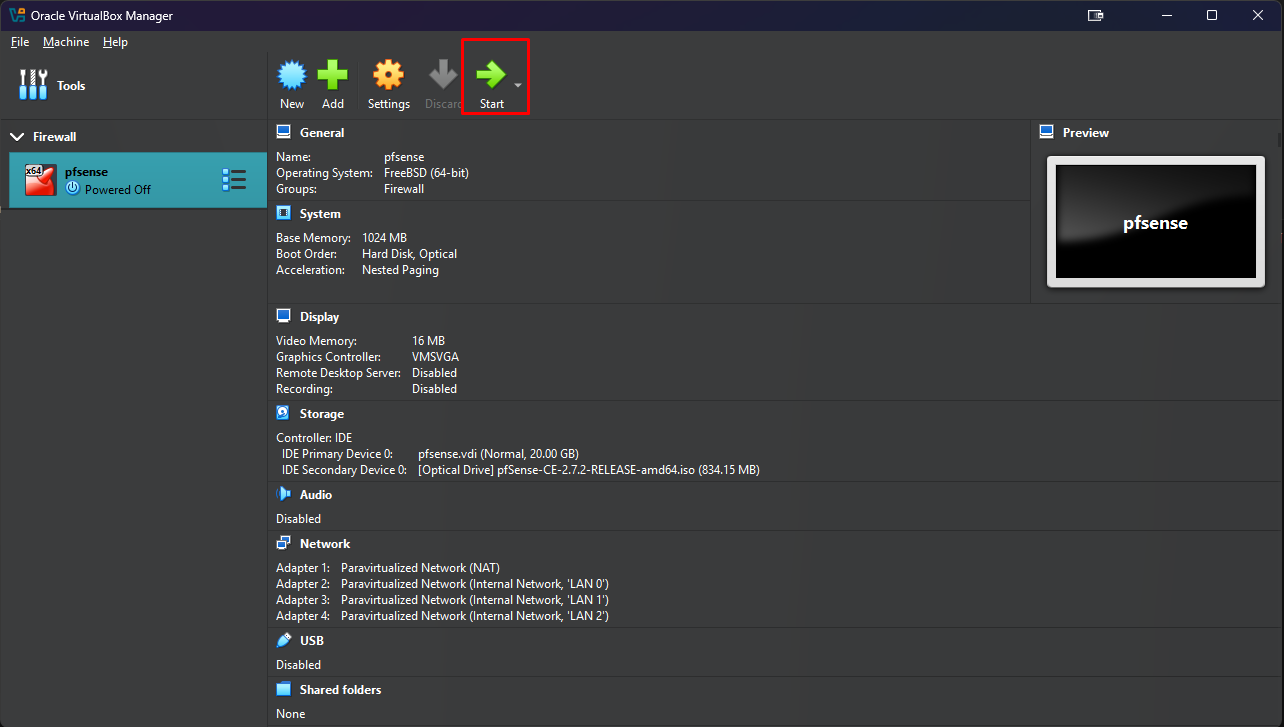 Oracle VirtualBox Manager
File Machine Help
Tools
New Add Settings Discard Start
Firewall
x64
pfsense
Powered Off
General
Name: pfsense
Operating System: FreeBSD (64-bit)
Groups: Firewall
Preview
pfsense
System
Base Memory: 1024 MB
Boot Order: Hard Disk, Optical
Acceleration: Nested Paging
Display
Video Memory: 16 MB
Graphics Controller: VMSVGA
Remote Desktop Server: Disabled
Recording: Disabled
Storage
Controller: IDE
IDE Primary Device 0: pfsense.vdi (Normal, 20.00 GB)
IDE Secondary Device 0: [Optical Drive] pfSense-CE-2.7.2-RELEASE-amd64.iso (834.15 MB)
Audio
Disabled
Network
Adapter 1: Paravirtualized Network (NAT)
Adapter 2: Paravirtualized Network (Internal Network, 'LAN 0')
Adapter 3: Paravirtualized Network (Internal Network, 'LAN 1')
Adapter 4: Paravirtualized Network (Internal Network, 'LAN 2')
USB
Disabled
Shared folders
None